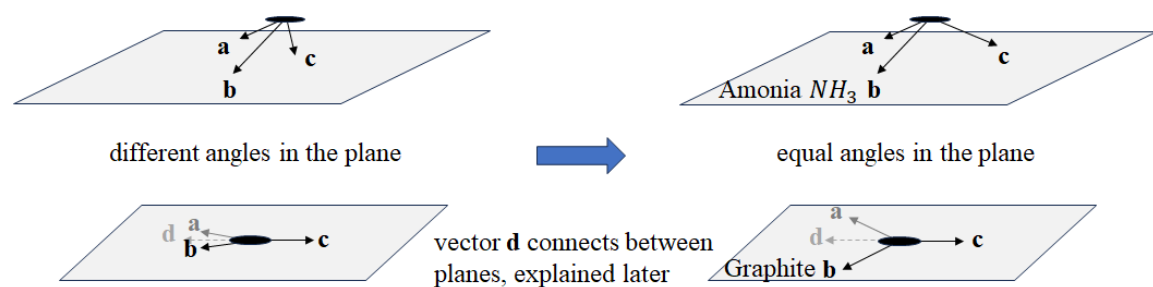 a
c
b
a
c
Amonia NH₃ b
different angles in the plane
equal angles in the plane
a
d
b
c
vector d connects between
planes, explained later
a
d
c
Graphite b